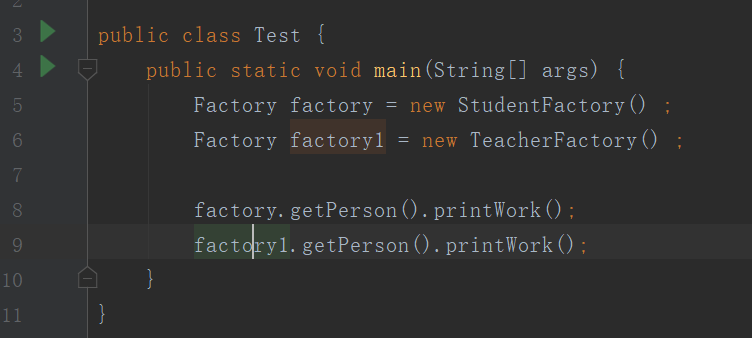 2
3 public class Test {
4 public static void main(String[] args) {
5 Factory factory = new StudentFactory() ;
6 Factory factory1 = new TeacherFactory() ;
7
8 factory.getPerson().printWork();
9 factory1.getPerson().printWork();
10 }
11 }